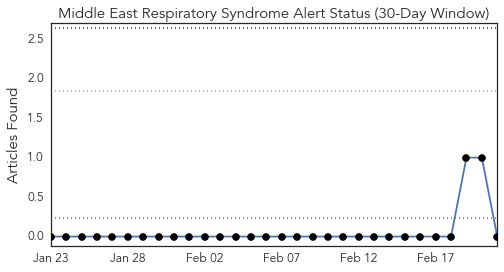 Middle East Respiratory Syndrome Alert Status (30-Day Window)
Articles Found
2.5
2.0
1.5
1.0
0.5
0.0
Jan 23 Jan 28 Feb 02 Feb 07 Feb 12 Feb 17